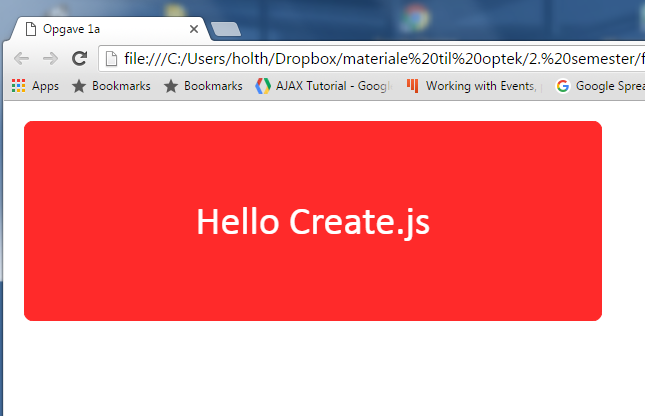 Opgave 1a
file:///C:/Users/holth/Dropbox/materiale%20til%20optek/2.%20semester/f
Apps Bookmarks Bookmarks AJAX Tutorial - Googl Working with Events, Google Sprea
Hello Create.js